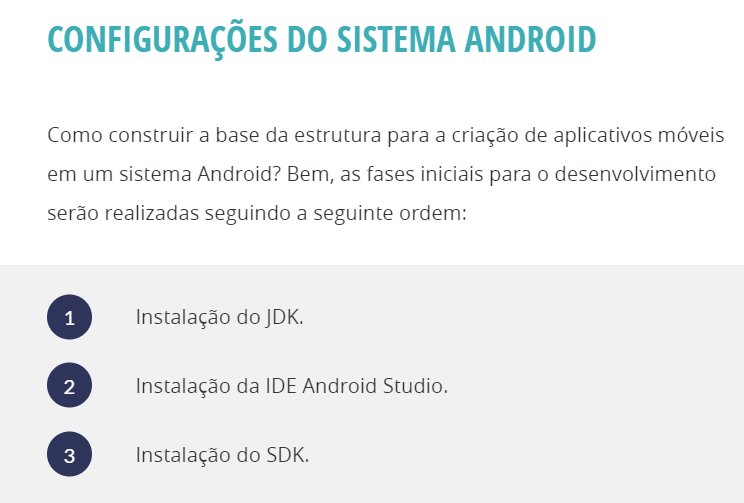 CONFIGURAÇÕES DO SISTEMA ANDROID
Como construir a base da estrutura para a criação de aplicativos móveis
em um sistema Android? Bem, as fases iniciais para o desenvolvimento
serão realizadas seguindo a seguinte ordem:
1 Instalação do JDK.
2 Instalação da IDE Android Studio.
3 Instalação do SDK.